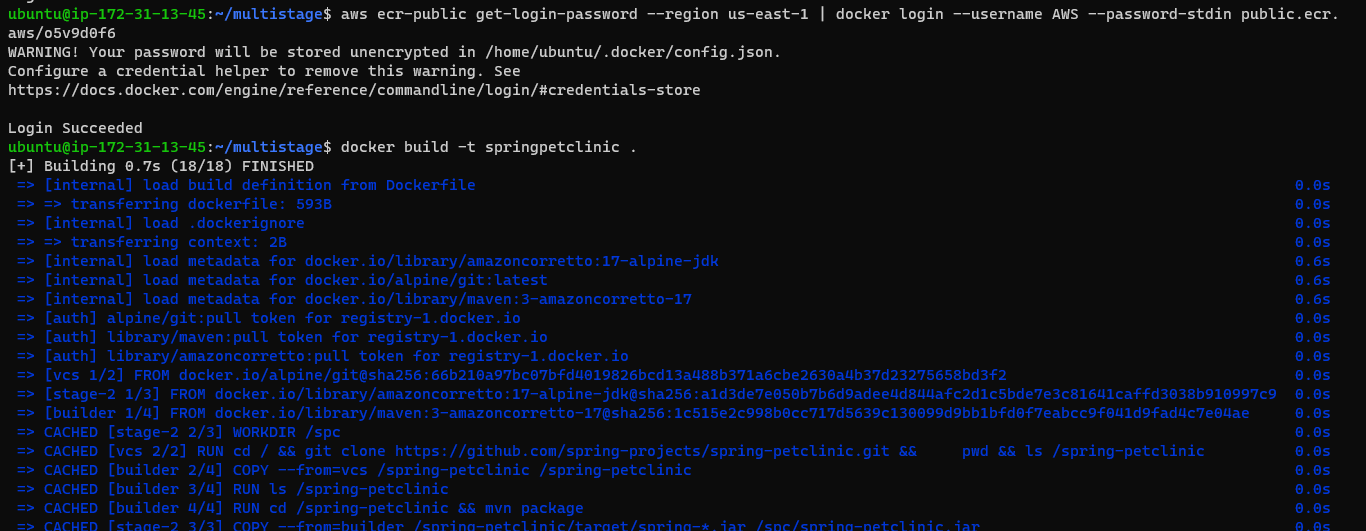 ubuntu@ip-172-31-13-45:~/multistage$ aws ecr-public get-login-password --region us-east-1 | docker login --username AWS --password-stdin public.ecr.
aws/o5v9d0f6
WARNING! Your password will be stored unencrypted in /home/ubuntu/.docker/config.json.
Configure a credential helper to remove this warning. See
https://docs.docker.com/engine/reference/commandline/login/#credentials-store
Login Succeeded
ubuntu@ip-172-31-13-45:~/multistage$ docker build -t springpetclinic .
[+] Building 0.7s (18/18) FINISHED
=> [internal] load build definition from Dockerfile 0.0s
=> => transferring dockerfile: 593B 0.0s
=> [internal] load .dockerignore 0.0s
=> => transferring context: 2B 0.0s
=> [internal] load metadata for docker.io/library/amazoncorretto:17-alpine-jdk 0.6s
=> [internal] load metadata for docker.io/alpine/git:latest 0.6s
=> [internal] load metadata for docker.io/library/maven:3-amazoncorretto-17 0.6s
=> [auth] alpine/git:pull token for registry-1.docker.io 0.0s
=> [auth] library/maven:pull token for registry-1.docker.io 0.0s
=> [auth] library/amazoncorretto:pull token for registry-1.docker.io 0.0s
=> [vcs 1/2] FROM docker.io/alpine/git@sha256:66b210a97bc07bfd4019826bcd13a488b371a6cbe2630a4b37d23275658bd3f2 0.0s
=> [stage-2 1/3] FROM docker.io/library/amazoncorretto:17-alpine-jdk@sha256:a1d3de7e050b7b6d9adee4d844afc2d1c5bde7e3c81641caffd3038b910997c9 0.0s
=> [builder 1/4] FROM docker.io/library/maven:3-amazoncorretto-17@sha256:1c515e2c998b0cc717d5639c130099d9bb1bfd0f7eabcc9f041d9fad4c7e04ae 0.0s
=> CACHED [stage-2 2/3] WORKDIR /spc 0.0s
=> CACHED [vcs 2/2] RUN cd / && git clone https://github.com/spring-projects/spring-petclinic.git &&     pwd && ls /spring-petclinic 0.0s
=> CACHED [builder 2/4] COPY --from=vcs /spring-petclinic /spring-petclinic 0.0s
=> CACHED [builder 3/4] RUN ls /spring-petclinic 0.0s
=> CACHED [builder 4/4] RUN cd /spring-petclinic && mvn package 0.0s
=> CACHED [stage-2 3/3] COPY --from=builder /spring-petclinic/target/spring-*.jar /spc/spring-petclinic.jar 0.0s